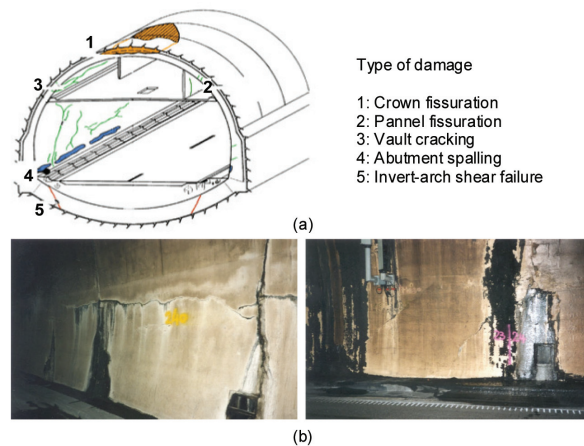 1
2
3
4
5
Type of damage
1: Crown fissuration
2: Pannel fissuration
3: Vault cracking
4: Abutment spalling
5: Invert-arch shear failure
(a)
(b)